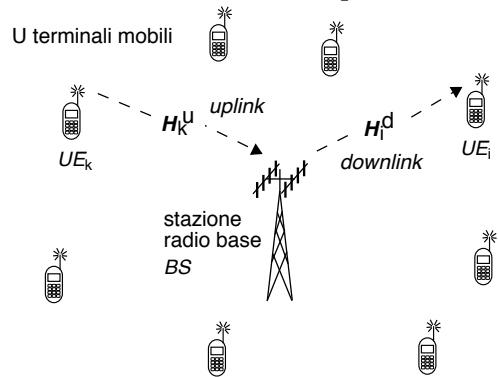 U terminali mobili
uplink
H_k^u
H_i^d
UE_k
downlink
UE_i
stazione
radio base
BS